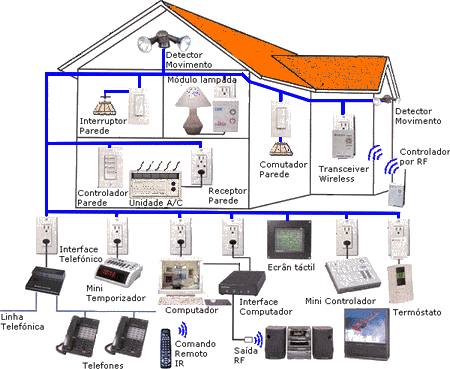 Detector
Movimento
Módulo lampada
Interruptor
Parede
Comutador
Parede
Transceiver
Wireless
Detector
Movimento
Controlador
por RF
Controlador
Parede
Unidade A/C
Receptor
Parede
Interface
Telefónico
Mini
Temporizador
Computador
Interface
Computador
Ecrân táctil
Mini Controlador
Termóstato
Linha
Telefónica
Telefones
Comando
Remoto
IR
Saída
RF